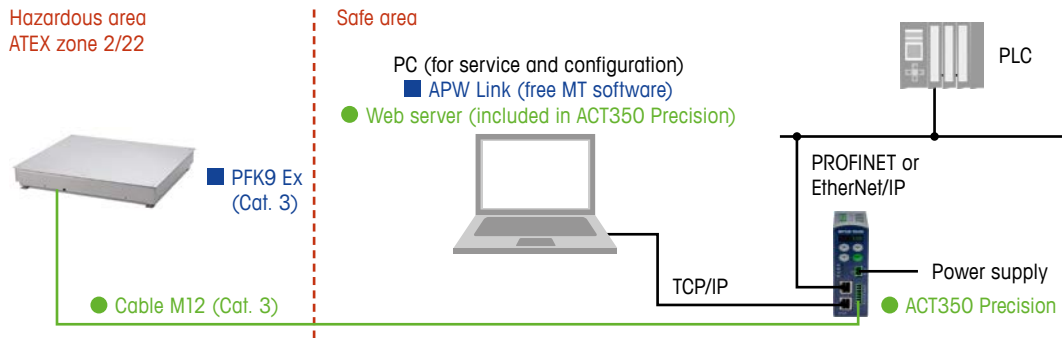 Hazardous area
ATEX zone 2/22
Safe area
PC (for service and configuration)
APW Link (free MT software)
Web server (included in ACT350 Precision)
PLC
PFK9 Ex
(Cat. 3)
PROFINET or
EtherNet/IP
TCP/IP
Power supply
Cable M12 (Cat. 3)
ACT350 Precision